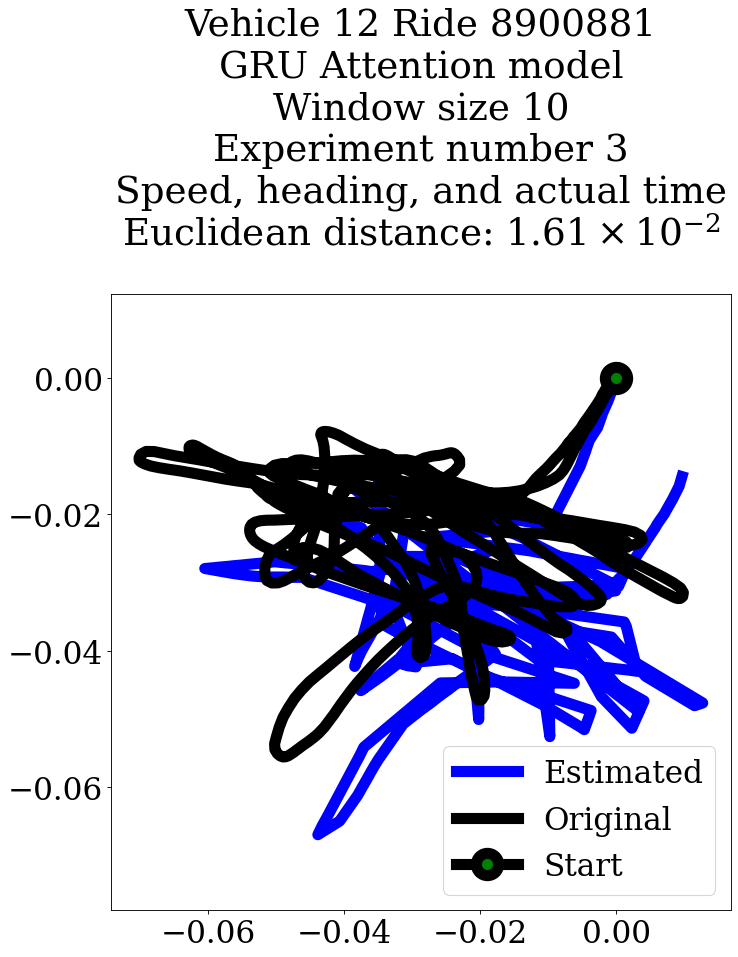 Vehicle 12 Ride 8900881
GRU Attention model
Window size 10
Experiment number 3
Speed, heading, and actual time
Euclidean distance: 1.61 × 10⁻²
0.00
−0.02
−0.04
−0.06
Estimated
Original
Start
−0.06 −0.04 −0.02 0.00